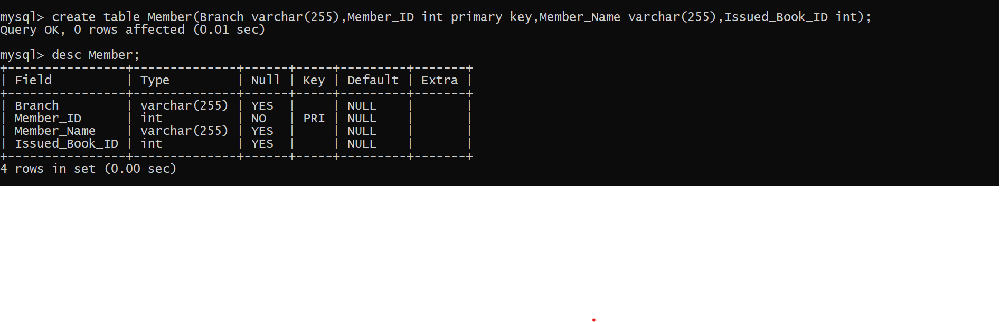 mysql> create table Member(Branch varchar(255),Member_ID int primary key,Member_Name varchar(255),Issued_Book_ID int);
Query OK, 0 rows affected (0.01 sec)
mysql> desc Member;
+----------------+--------------+------+-----+---------+-------+
| Field          | Type         | Null | Key | Default | Extra |
+----------------+--------------+------+-----+---------+-------+
| Branch         | varchar(255) | YES  |     | NULL    |       |
| Member_ID      | int          | NO   | PRI | NULL    |       |
| Member_Name    | varchar(255) | YES  |     | NULL    |       |
| Issued_Book_ID | int          | YES  |     | NULL    |       |
+----------------+--------------+------+-----+---------+-------+
4 rows in set (0.00 sec)